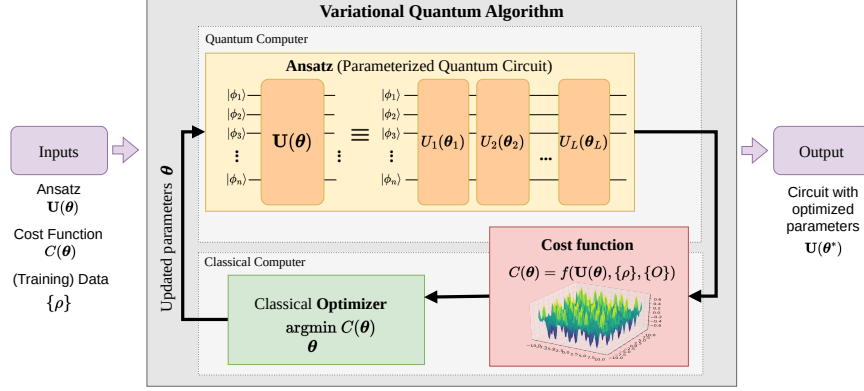 Variational Quantum Algorithm
Quantum Computer
Ansatz (Parameterized Quantum Circuit)
|ϕ₁⟩
|ϕ₂⟩
|ϕ₃⟩
⋮
|ϕₙ⟩
U(θ)
⋮
≡
|ϕ₁⟩
|ϕ₂⟩
|ϕ₃⟩
⋮
|ϕₙ⟩
U₁(θ₁)
U₂(θ₂)
...
U_L(θ_L)
⋮
Inputs
Ansatz
U(θ)
Cost Function
C(θ)
(Training) Data
{ρ}
Updated parameters θ
Classical Computer
Classical Optimizer
argmin C(θ)
θ
Cost function
C(θ) = f(U(θ), {ρ}, {O})
Output
Circuit with
optimized
parameters
U(θ*)